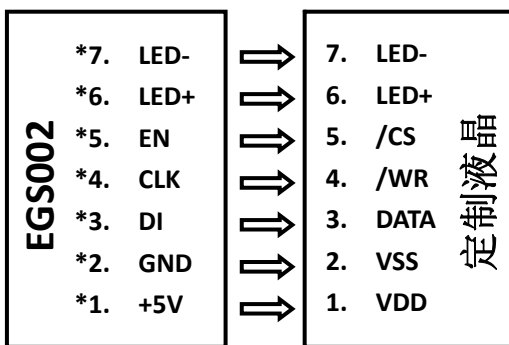 EGS002
*7. LED-
*6. LED+
*5. EN
*4. CLK
*3. DI
*2. GND
*1. +5V
7. LED-
6. LED+
5. /CS
4. /WR
3. DATA
2. VSS
1. VDD
定制液晶